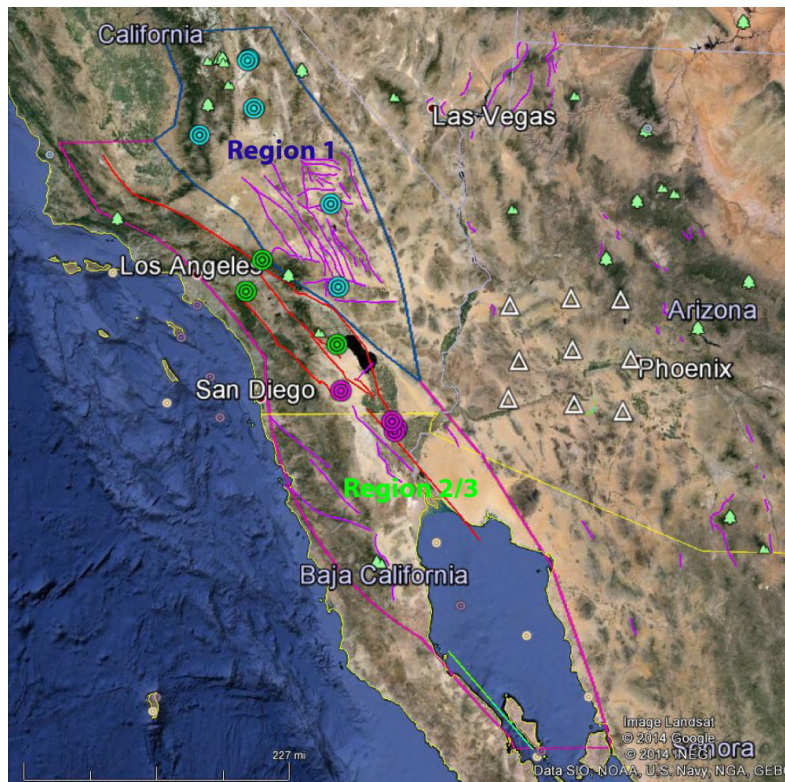 California
Las Vegas
Region 1
Los Angeles
Arizona
Phoenix
San Diego
Region 2/3
Baja California
Image Landsat
© 2014 Google
© 2014 INEGI
Sonora
227 mi
Data SIO, NOAA, U.S. Navy, NGA, GEBC